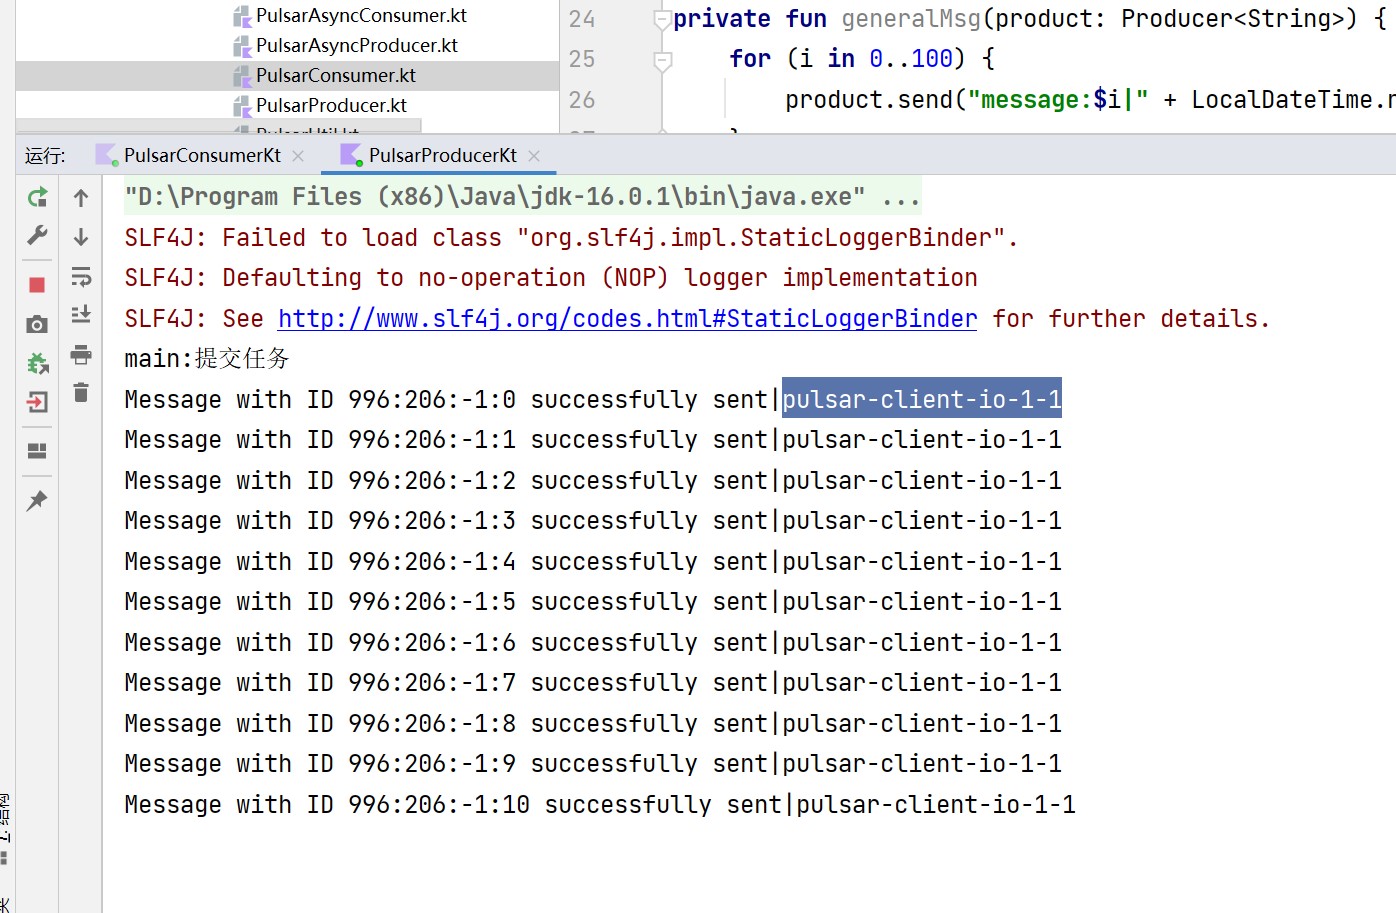 PulsarAsyncConsumer.kt
PulsarAsyncProducer.kt
PulsarConsumer.kt
PulsarProducer.kt
PulsarUtil.kt
24 private fun generalMsg(product: Producer<String>) {
25 for (i in 0..100) {
26 product.send("message:$i|" + LocalDateTime.n
运行: PulsarConsumerKt PulsarProducerKt
"D:\Program Files (x86)\Java\jdk-16.0.1\bin\java.exe" ...
SLF4J: Failed to load class "org.slf4j.impl.StaticLoggerBinder".
SLF4J: Defaulting to no-operation (NOP) logger implementation
SLF4J: See http://www.slf4j.org/codes.html#StaticLoggerBinder for further details.
main:提交任务
Message with ID 996:206:-1:0 successfully sent|pulsar-client-io-1-1
Message with ID 996:206:-1:1 successfully sent|pulsar-client-io-1-1
Message with ID 996:206:-1:2 successfully sent|pulsar-client-io-1-1
Message with ID 996:206:-1:3 successfully sent|pulsar-client-io-1-1
Message with ID 996:206:-1:4 successfully sent|pulsar-client-io-1-1
Message with ID 996:206:-1:5 successfully sent|pulsar-client-io-1-1
Message with ID 996:206:-1:6 successfully sent|pulsar-client-io-1-1
Message with ID 996:206:-1:7 successfully sent|pulsar-client-io-1-1
Message with ID 996:206:-1:8 successfully sent|pulsar-client-io-1-1
Message with ID 996:206:-1:9 successfully sent|pulsar-client-io-1-1
Message with ID 996:206:-1:10 successfully sent|pulsar-client-io-1-1
7: 结构